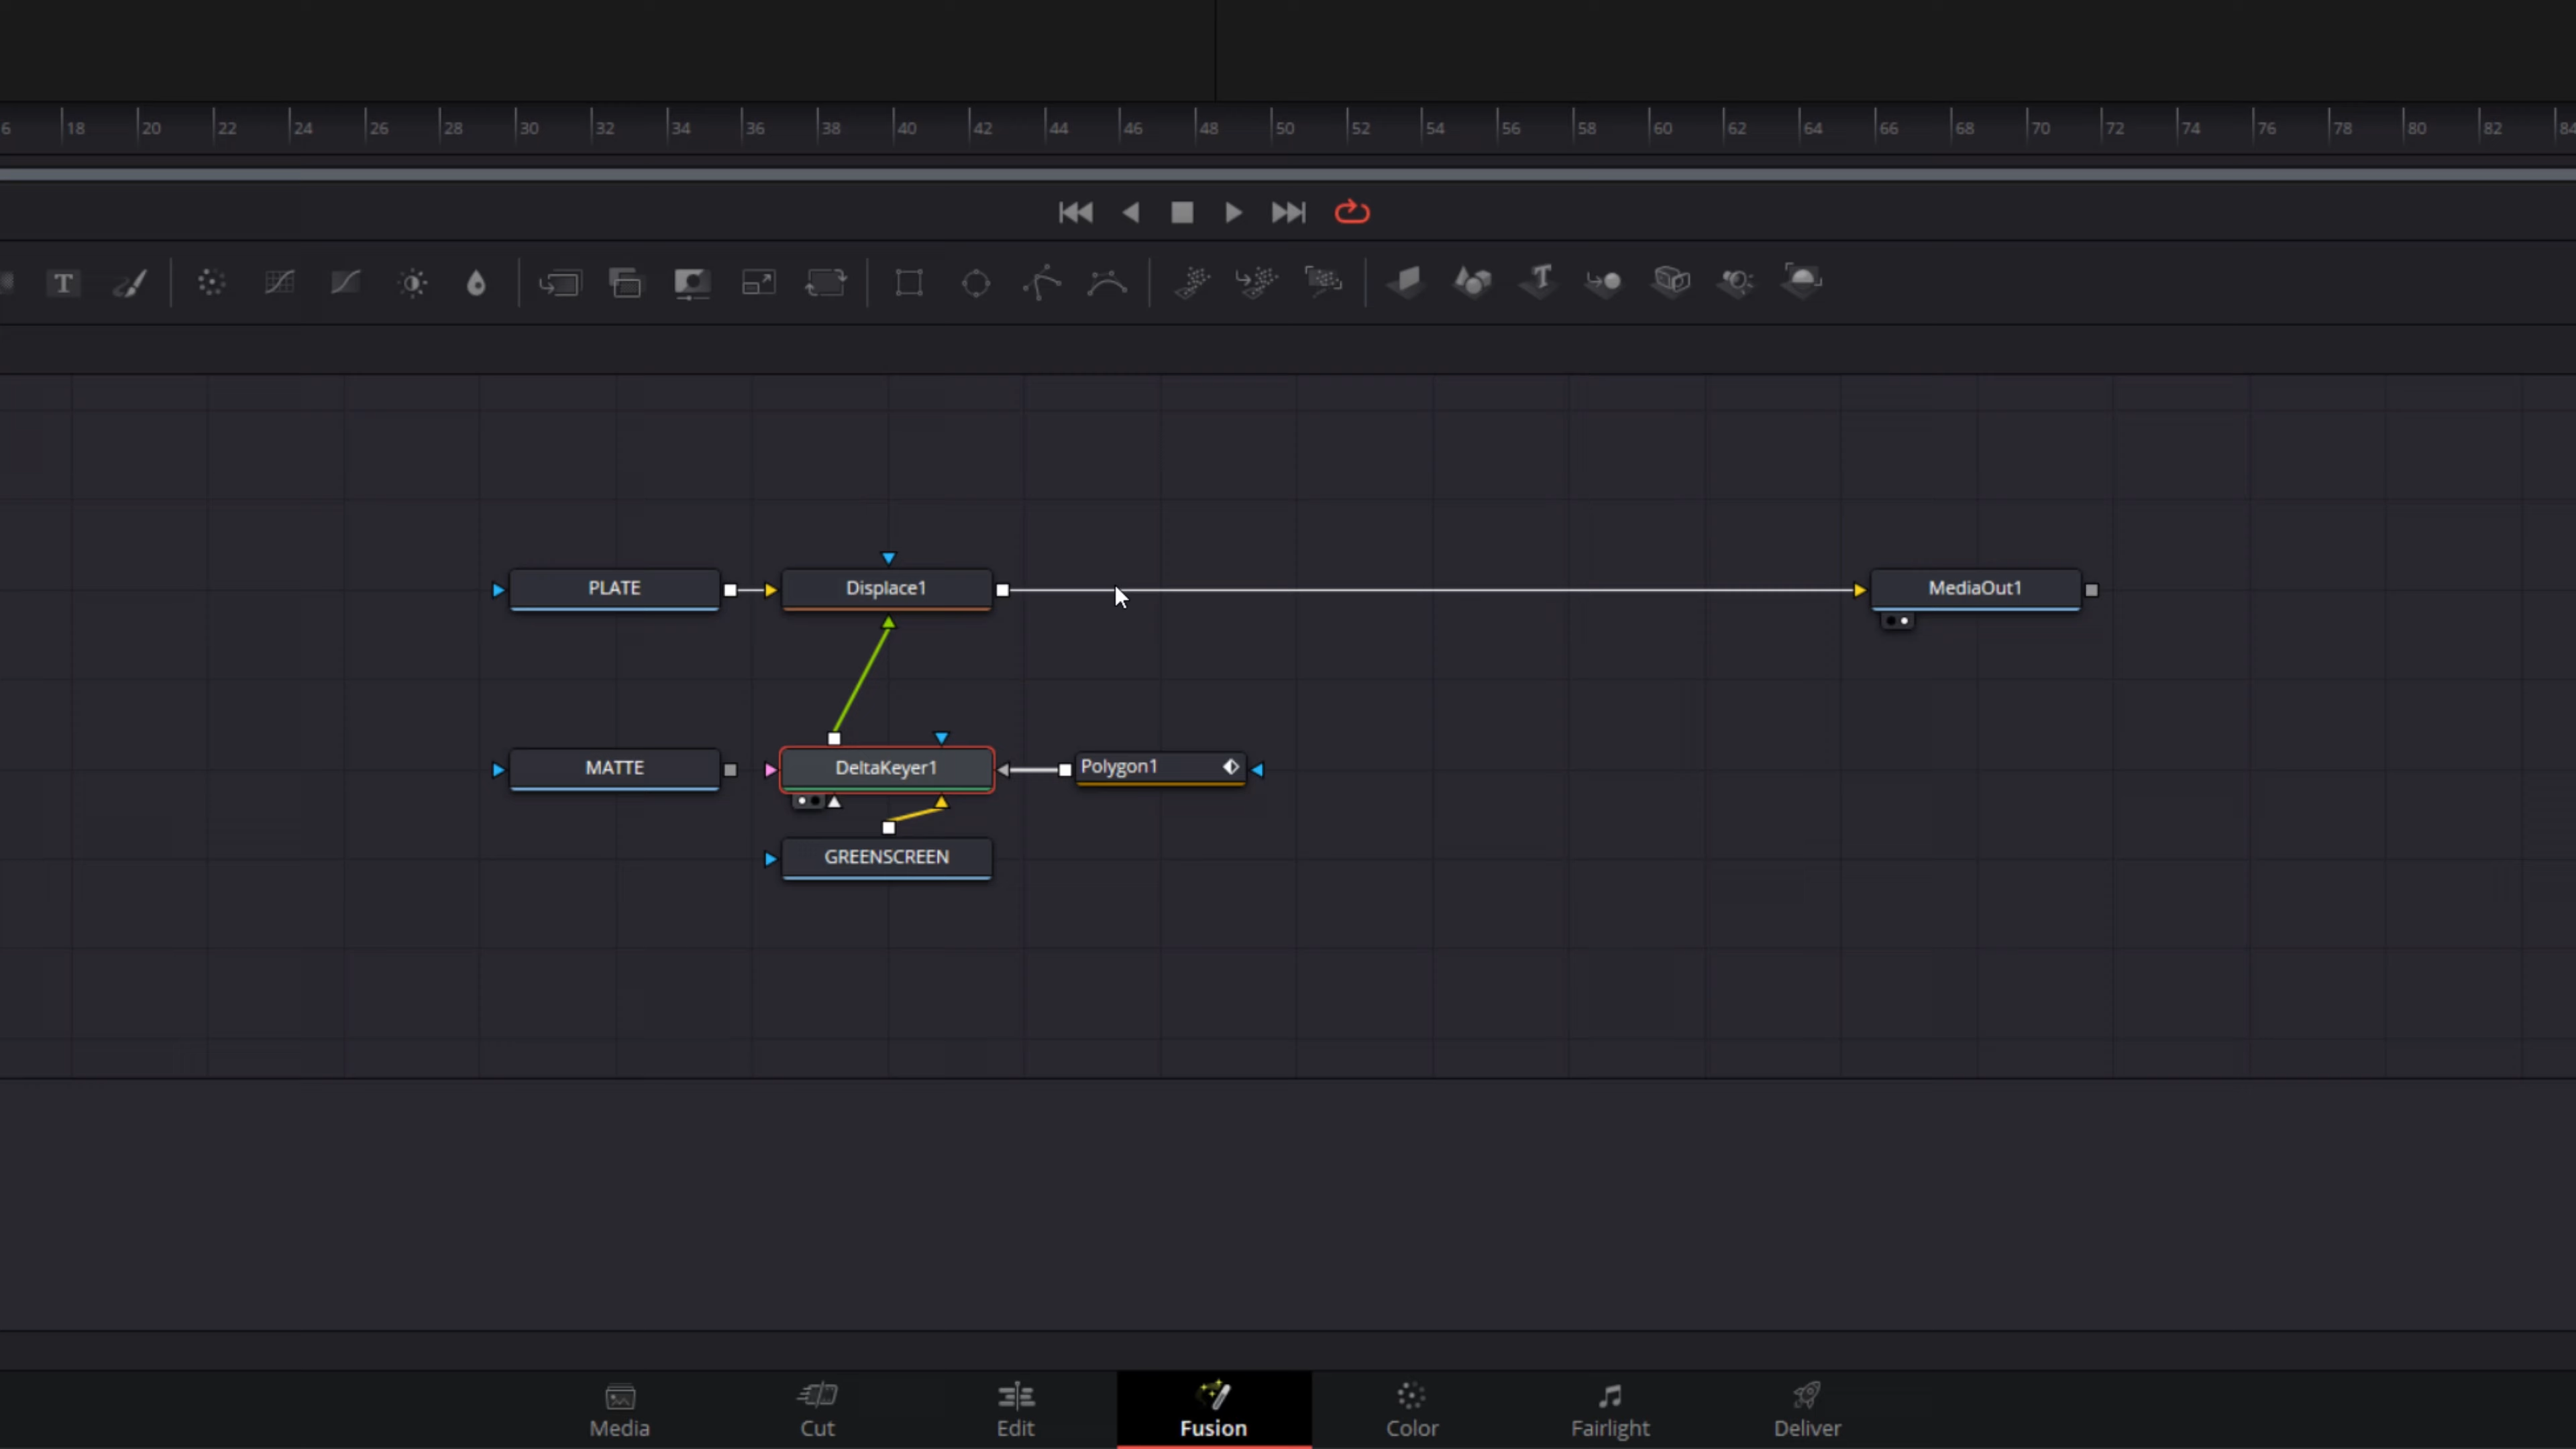 6 18 20 22 24 26 28 30 32 34 36 38 40 42 44 46 48 50 52 54 56 58 60 62 64 66 68 70 72 74 76 78 80 82 84
T T
PLATE Displace1 MediaOut1
MATTE DeltaKeyer1 Polygon1
GREENSCREEN
Media Cut Edit Fusion Color Fairlight Deliver